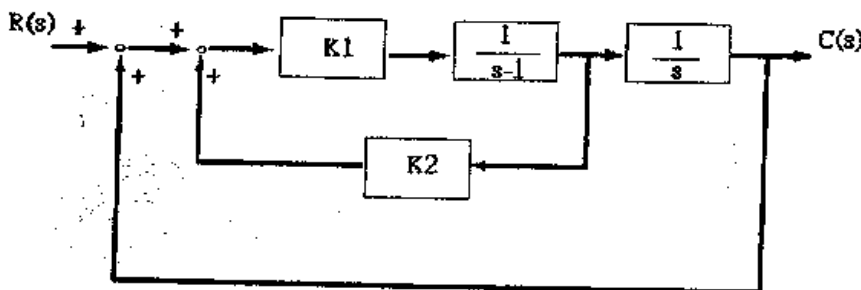 R(s)
+
+
+
+
K1
1
s-1
1
s
C(s)
K2